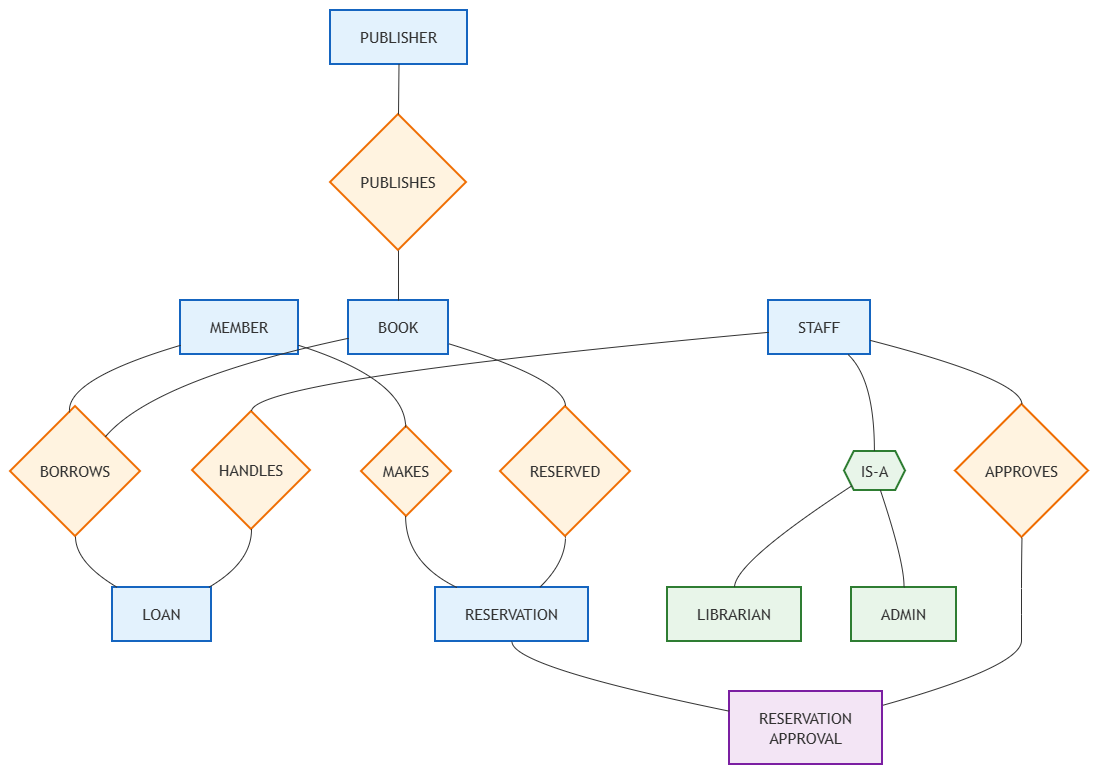 PUBLISHER
PUBLISHES
MEMBER
BOOK
STAFF
BORROWS
HANDLES
MAKES
RESERVED
IS-A
APPROVES
LOAN
RESERVATION
LIBRARIAN
ADMIN
RESERVATION
APPROVAL